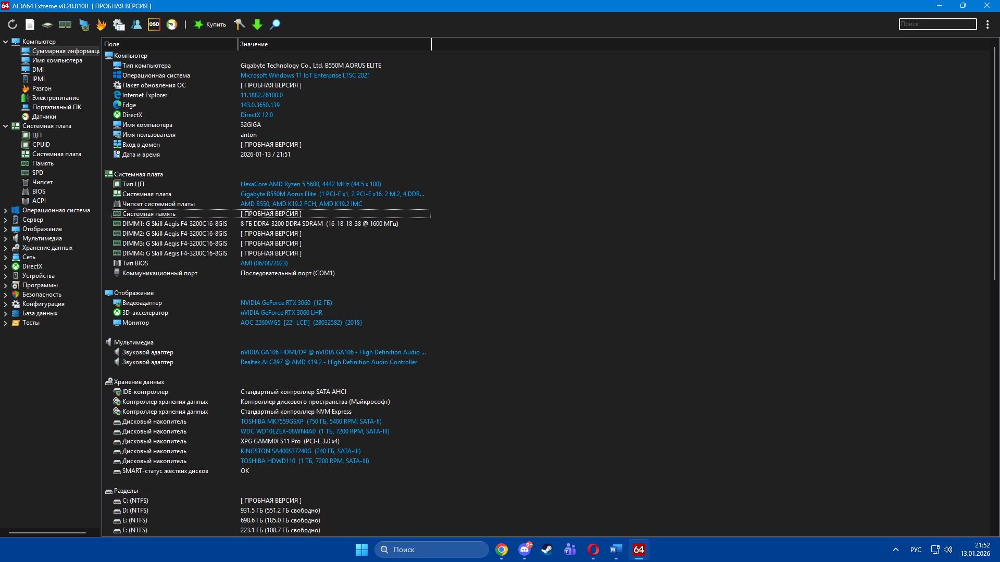 64 AIDA64 Extreme v8.20.8100 [ ПРОБНАЯ ВЕРСИЯ ]
OSD | Купить
Поиск
Компьютер
Суммарная информаци
Имя компьютера
DMI
IPMI
Разгон
Электропитание
Портативный ПК
Датчики
Системная плата
ЦП
CPUID
Системная плата
Память
SPD
Чипсет
BIOS
ACPI
Операционная система
Сервер
Отображение
Мультимедиа
Хранение данных
Сеть
DirectX
Устройства
Программы
Безопасность
Конфигурация
База данных
Тесты
Поле Значение
Компьютер
Тип компьютера Gigabyte Technology Co., Ltd. B550M AORUS ELITE
Операционная система Microsoft Windows 11 IoT Enterprise LTSC 2021
Пакет обновления ОС [ ПРОБНАЯ ВЕРСИЯ ]
Internet Explorer 11.1882.26100.0
Edge 143.0.3650.139
DirectX DirectX 12.0
Имя компьютера 32GIGA
Имя пользователя anton
Вход в домен [ ПРОБНАЯ ВЕРСИЯ ]
Дата и время 2026-01-13 / 21:51
Системная плата
Тип ЦП HexaCore AMD Ryzen 5 5600, 4442 MHz (44.5 x 100)
Системная плата Gigabyte B550M Aorus Elite (1 PCI-E x1, 2 PCI-E x16, 2 M.2, 4 DDR...
Чипсет системной платы AMD B550, AMD K19.2 FCH, AMD K19.2 IMC
Системная память [ ПРОБНАЯ ВЕРСИЯ ]
DIMM1: G Skill Aegis F4-3200C16-8GIS 8 ГБ DDR4-3200 DDR4 SDRAM (16-18-18-38 @ 1600 МГц)
DIMM2: G Skill Aegis F4-3200C16-8GIS [ ПРОБНАЯ ВЕРСИЯ ]
DIMM3: G Skill Aegis F4-3200C16-8GIS [ ПРОБНАЯ ВЕРСИЯ ]
DIMM4: G Skill Aegis F4-3200C16-8GIS [ ПРОБНАЯ ВЕРСИЯ ]
Тип BIOS AMI (06/08/2023)
Коммуникационный порт Последовательный порт (COM1)
Отображение
Видеоадаптер NVIDIA GeForce RTX 3060 (12 ГБ)
3D-акселератор nVIDIA GeForce RTX 3060 LHR
Монитор AOC 2260WG5 [22" LCD] (28032582) {2018}
Мультимедиа
Звуковой адаптер nVIDIA GA106 HDMI/DP @ nVIDIA GA106 - High Definition Audio ...
Звуковой адаптер Realtek ALC897 @ AMD K19.2 - High Definition Audio Controller
Хранение данных
IDE-контроллер Стандартный контроллер SATA AHCI
Контроллер хранения данных Контроллер дискового пространства (Майкрософт)
Контроллер хранения данных Стандартный контроллер NVM Express
Дисковый накопитель TOSHIBA MK7559GSXP (750 ГБ, 5400 RPM, SATA-II)
Дисковый накопитель WDC WD10EZEX-08WN4A0 (1 ТБ, 7200 RPM, SATA-III)
Дисковый накопитель XPG GAMMIX S11 Pro (PCI-E 3.0 x4)
Дисковый накопитель KINGSTON SA400S37240G (240 ГБ, SATA-III)
Дисковый накопитель TOSHIBA HDWD110 (1 ТБ, 7200 RPM, SATA-III)
SMART-статус жёстких дисков OK
Разделы
C: (NTFS) [ ПРОБНАЯ ВЕРСИЯ ]
D: (NTFS) 931.5 ГБ (551.2 ГБ свободно)
E: (NTFS) 698.6 ГБ (185.0 ГБ свободно)
F: (NTFS) 223.1 ГБ (108.7 ГБ свободно)
Поиск 9+ 64 РУС 21:52
13.01.2026